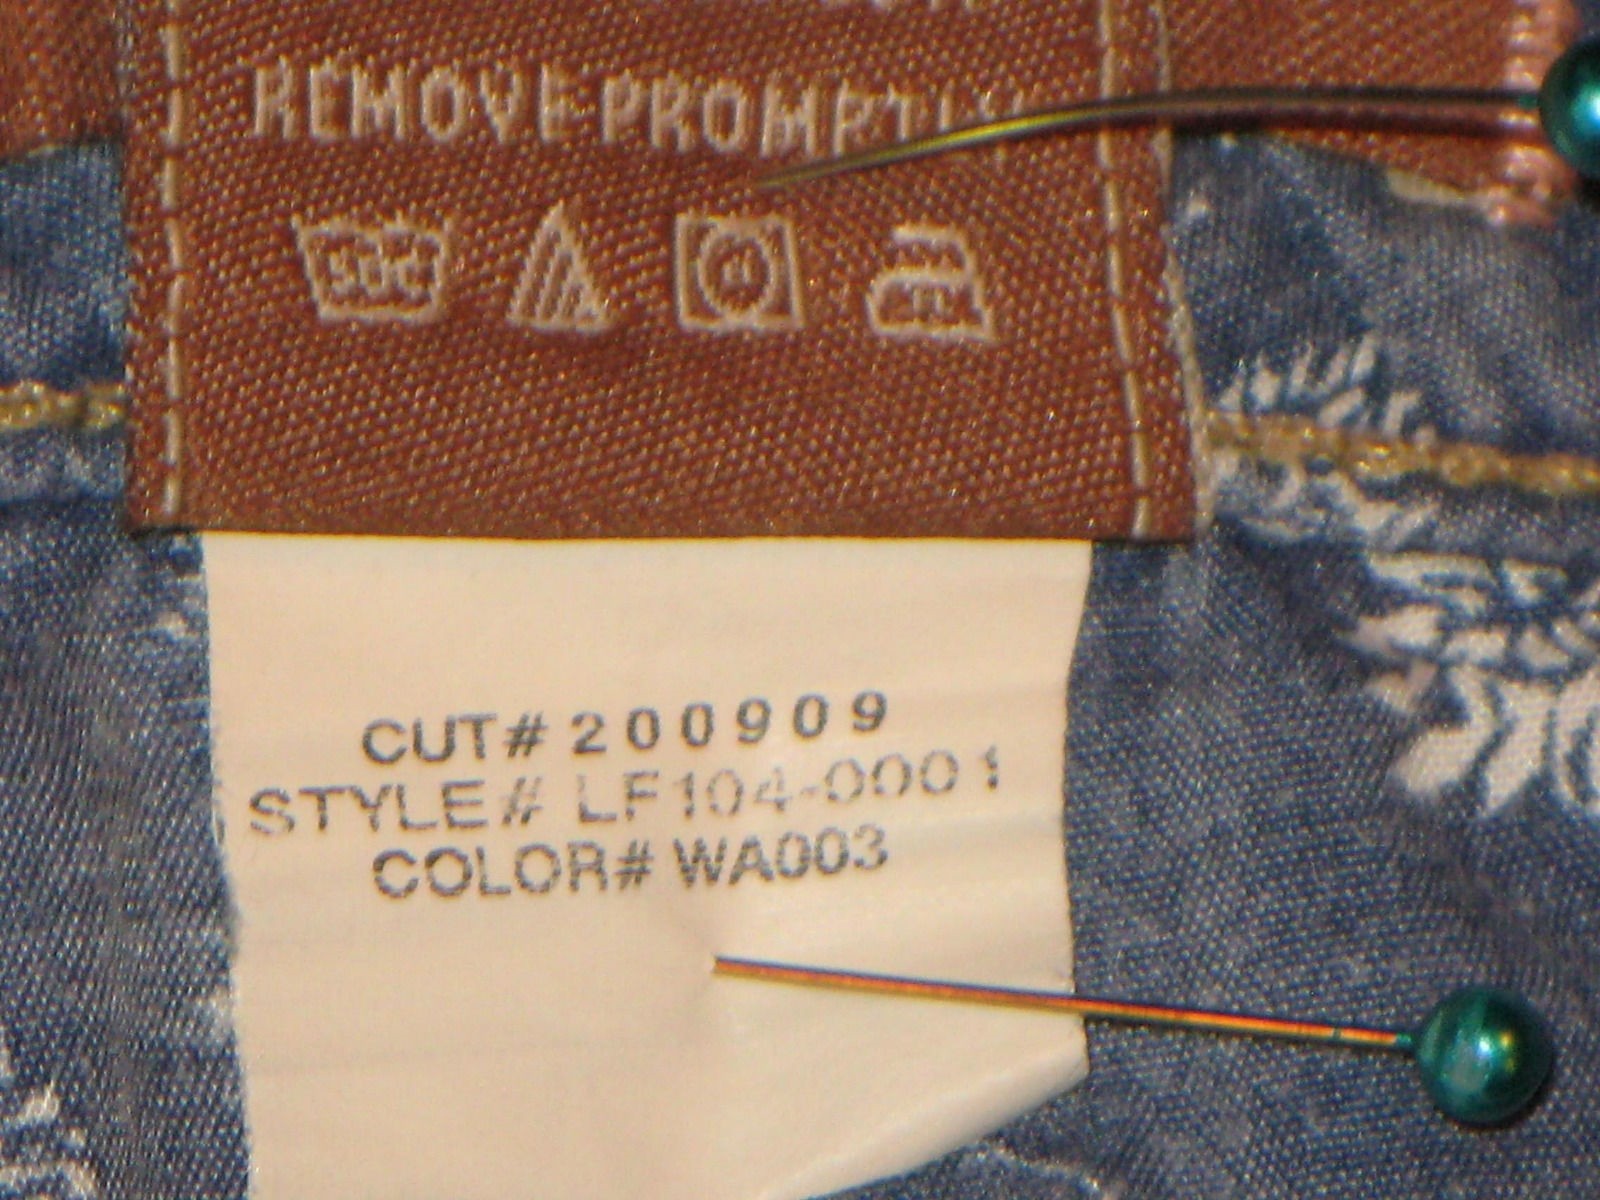 REMOVE PROMPTLY
CUT# 200909
STYLE# LF104-0001
COLOR# WA003